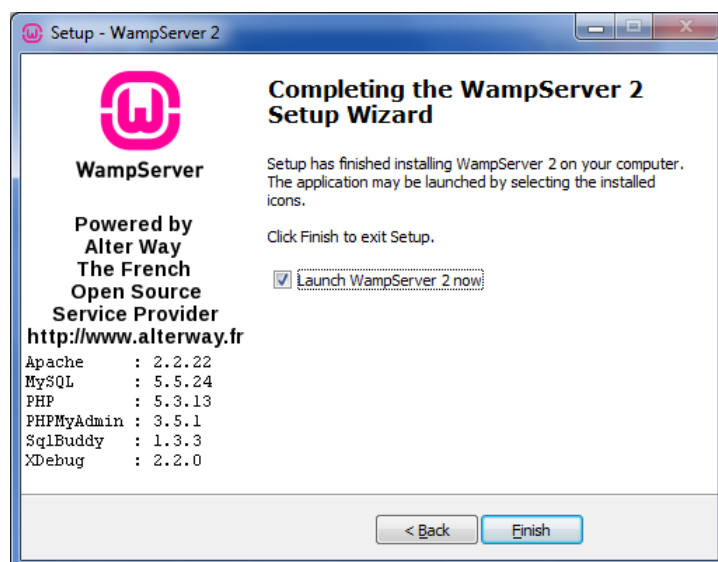 Setup - WampServer 2
WampServer
Powered by
Alter Way
The French
Open Source
Service Provider
http://www.alterway.fr
Apache : 2.2.22
MySQL : 5.5.24
PHP : 5.3.13
PHPMyAdmin : 3.5.1
SqlBuddy : 1.3.3
XDebug : 2.2.0
Completing the WampServer 2
Setup Wizard
Setup has finished installing WampServer 2 on your computer.
The application may be launched by selecting the installed
icons.
Click Finish to exit Setup.
Launch WampServer 2 now
< Back
Finish